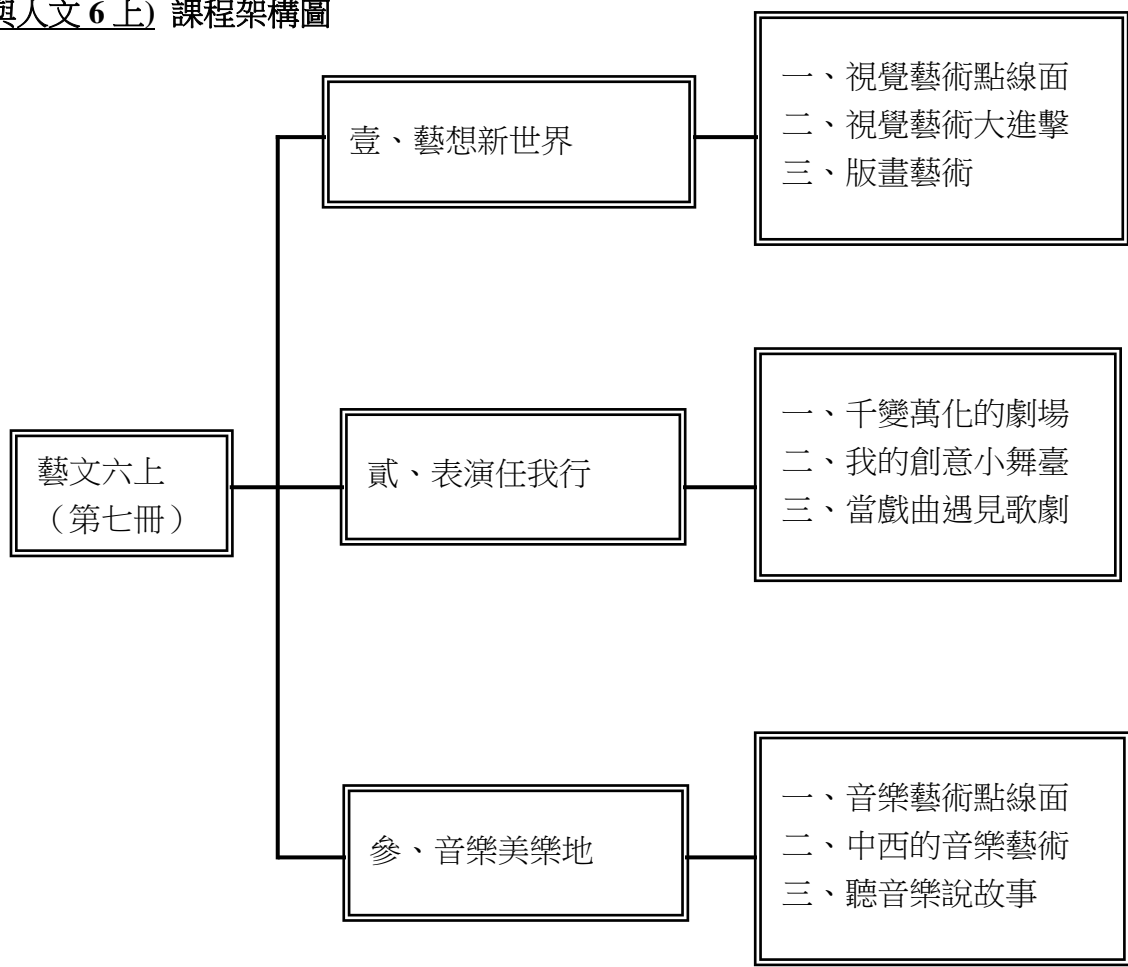 與人文 6 上) 課程架構圖
藝文六上
（第七冊）
壹、藝想新世界
一、視覺藝術點線面
二、視覺藝術大進擊
三、版畫藝術
貳、表演任我行
一、千變萬化的劇場
二、我的創意小舞臺
三、當戲曲遇見歌劇
參、音樂美樂地
一、音樂藝術點線面
二、中西的音樂藝術
三、聽音樂說故事